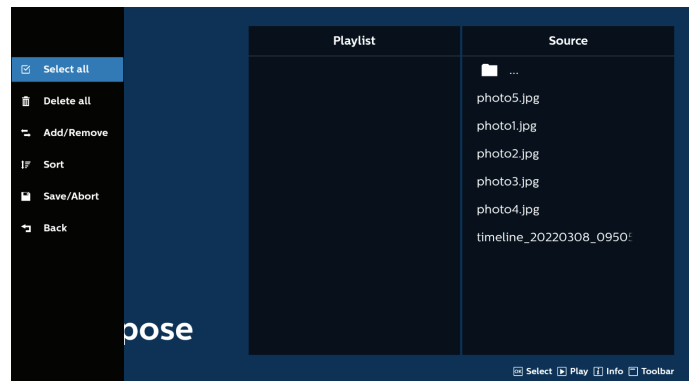 Playlist
Source
Select all
Delete all
Add/Remove
Sort
Save/Abort
Back
...
photo5.jpg
photo1.jpg
photo2.jpg
photo3.jpg
photo4.jpg
timeline_20220308_0950
pose
OK Select Play i Info Toolbar